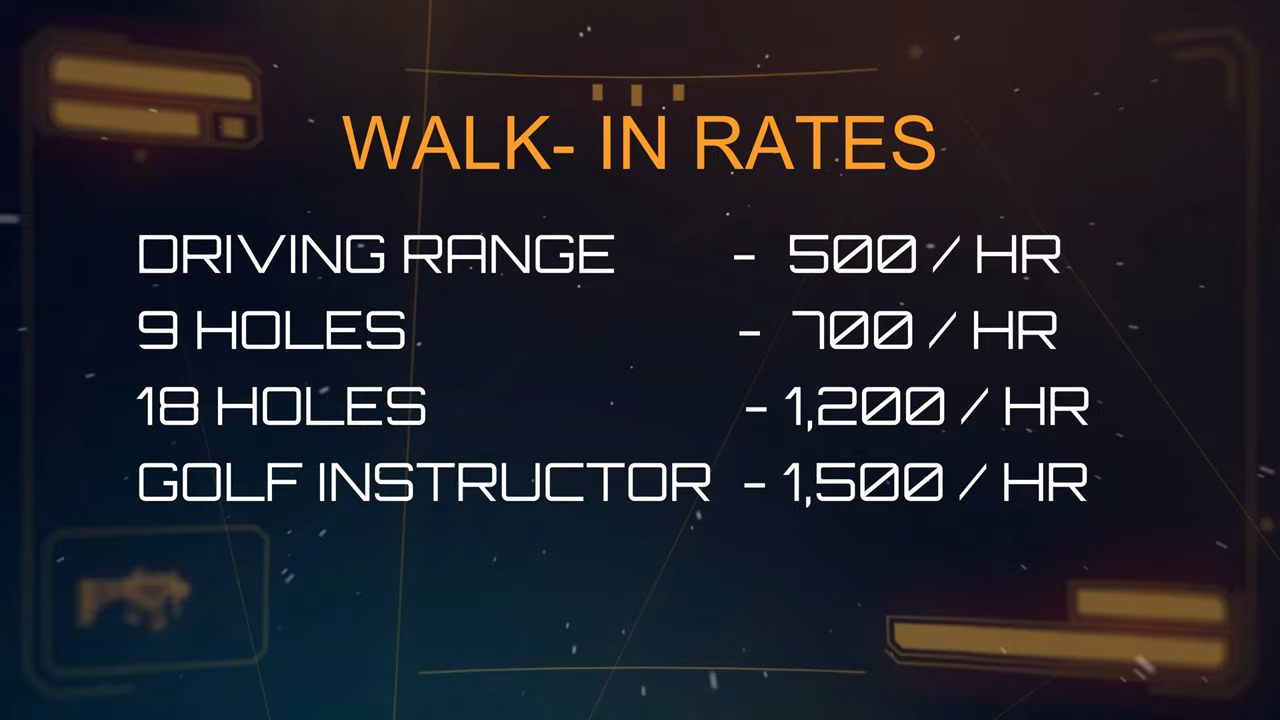 WALK- IN RATES
DRIVING RANGE - 500 / HR
9 HOLES - 700 / HR
18 HOLES - 1,200 / HR
GOLF INSTRUCTOR - 1,500 / HR